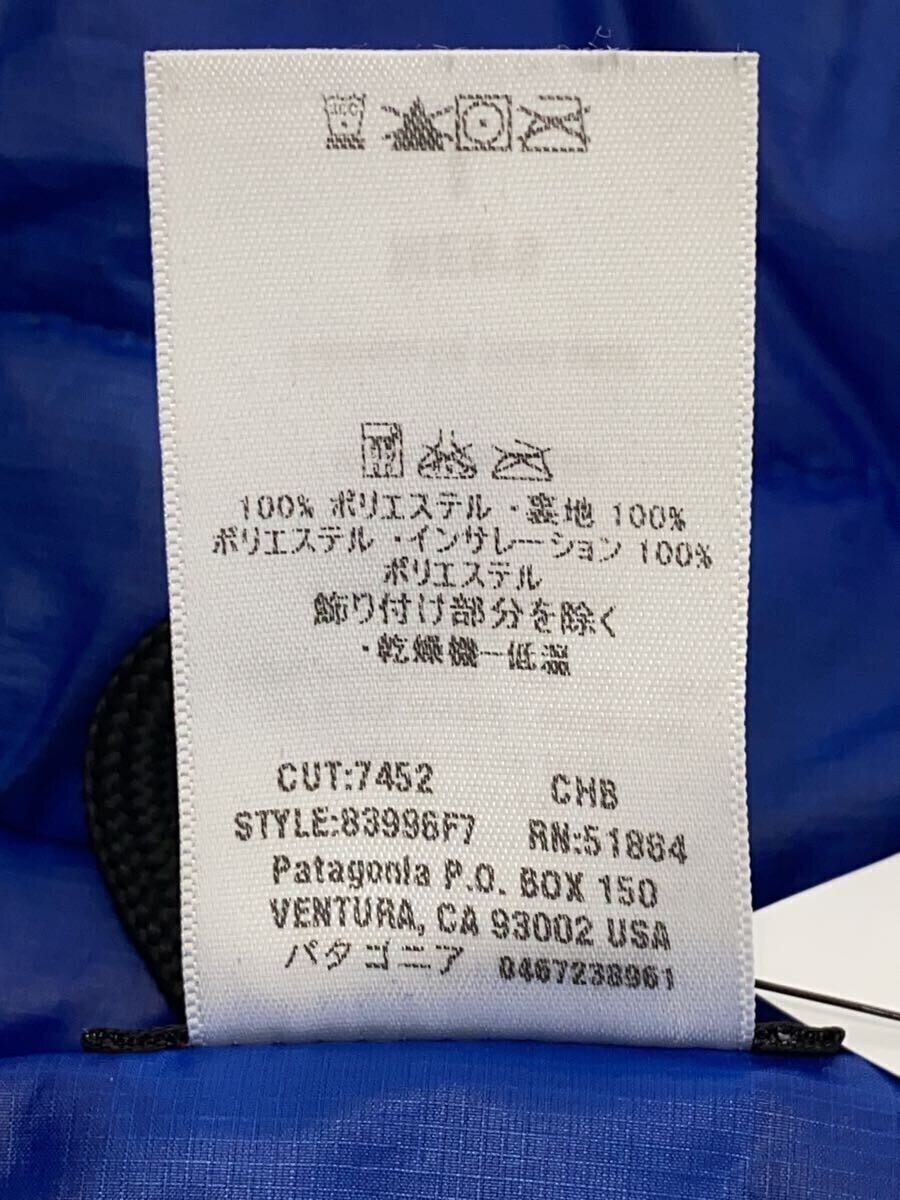 30C
100% ポリエステル ・裏地 100%
ポリエステル ・インサレーション 100%
ポリエステル
飾り付け部分を除く
・乾燥機ー低温
CUT:7452 CHB
STYLE:83996F7 RN:51884
Patagonia P.O. BOX 150
VENTURA, CA 93002 USA
パタゴニア 0467238961